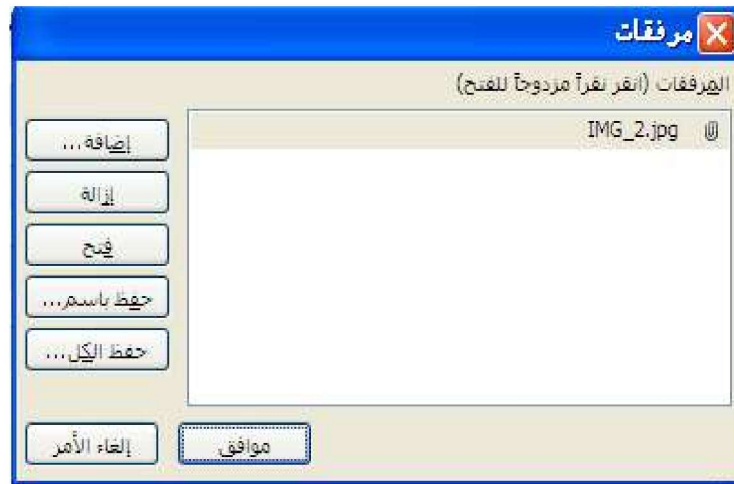 مرفقات
المرفقات (انقر نقراً مزدوجاً للفتح)
IMG_2.jpg
إضافة...
إزالة
فتح
حفظ باسم...
حفظ الكل...
موافق
إلغاء الأمر